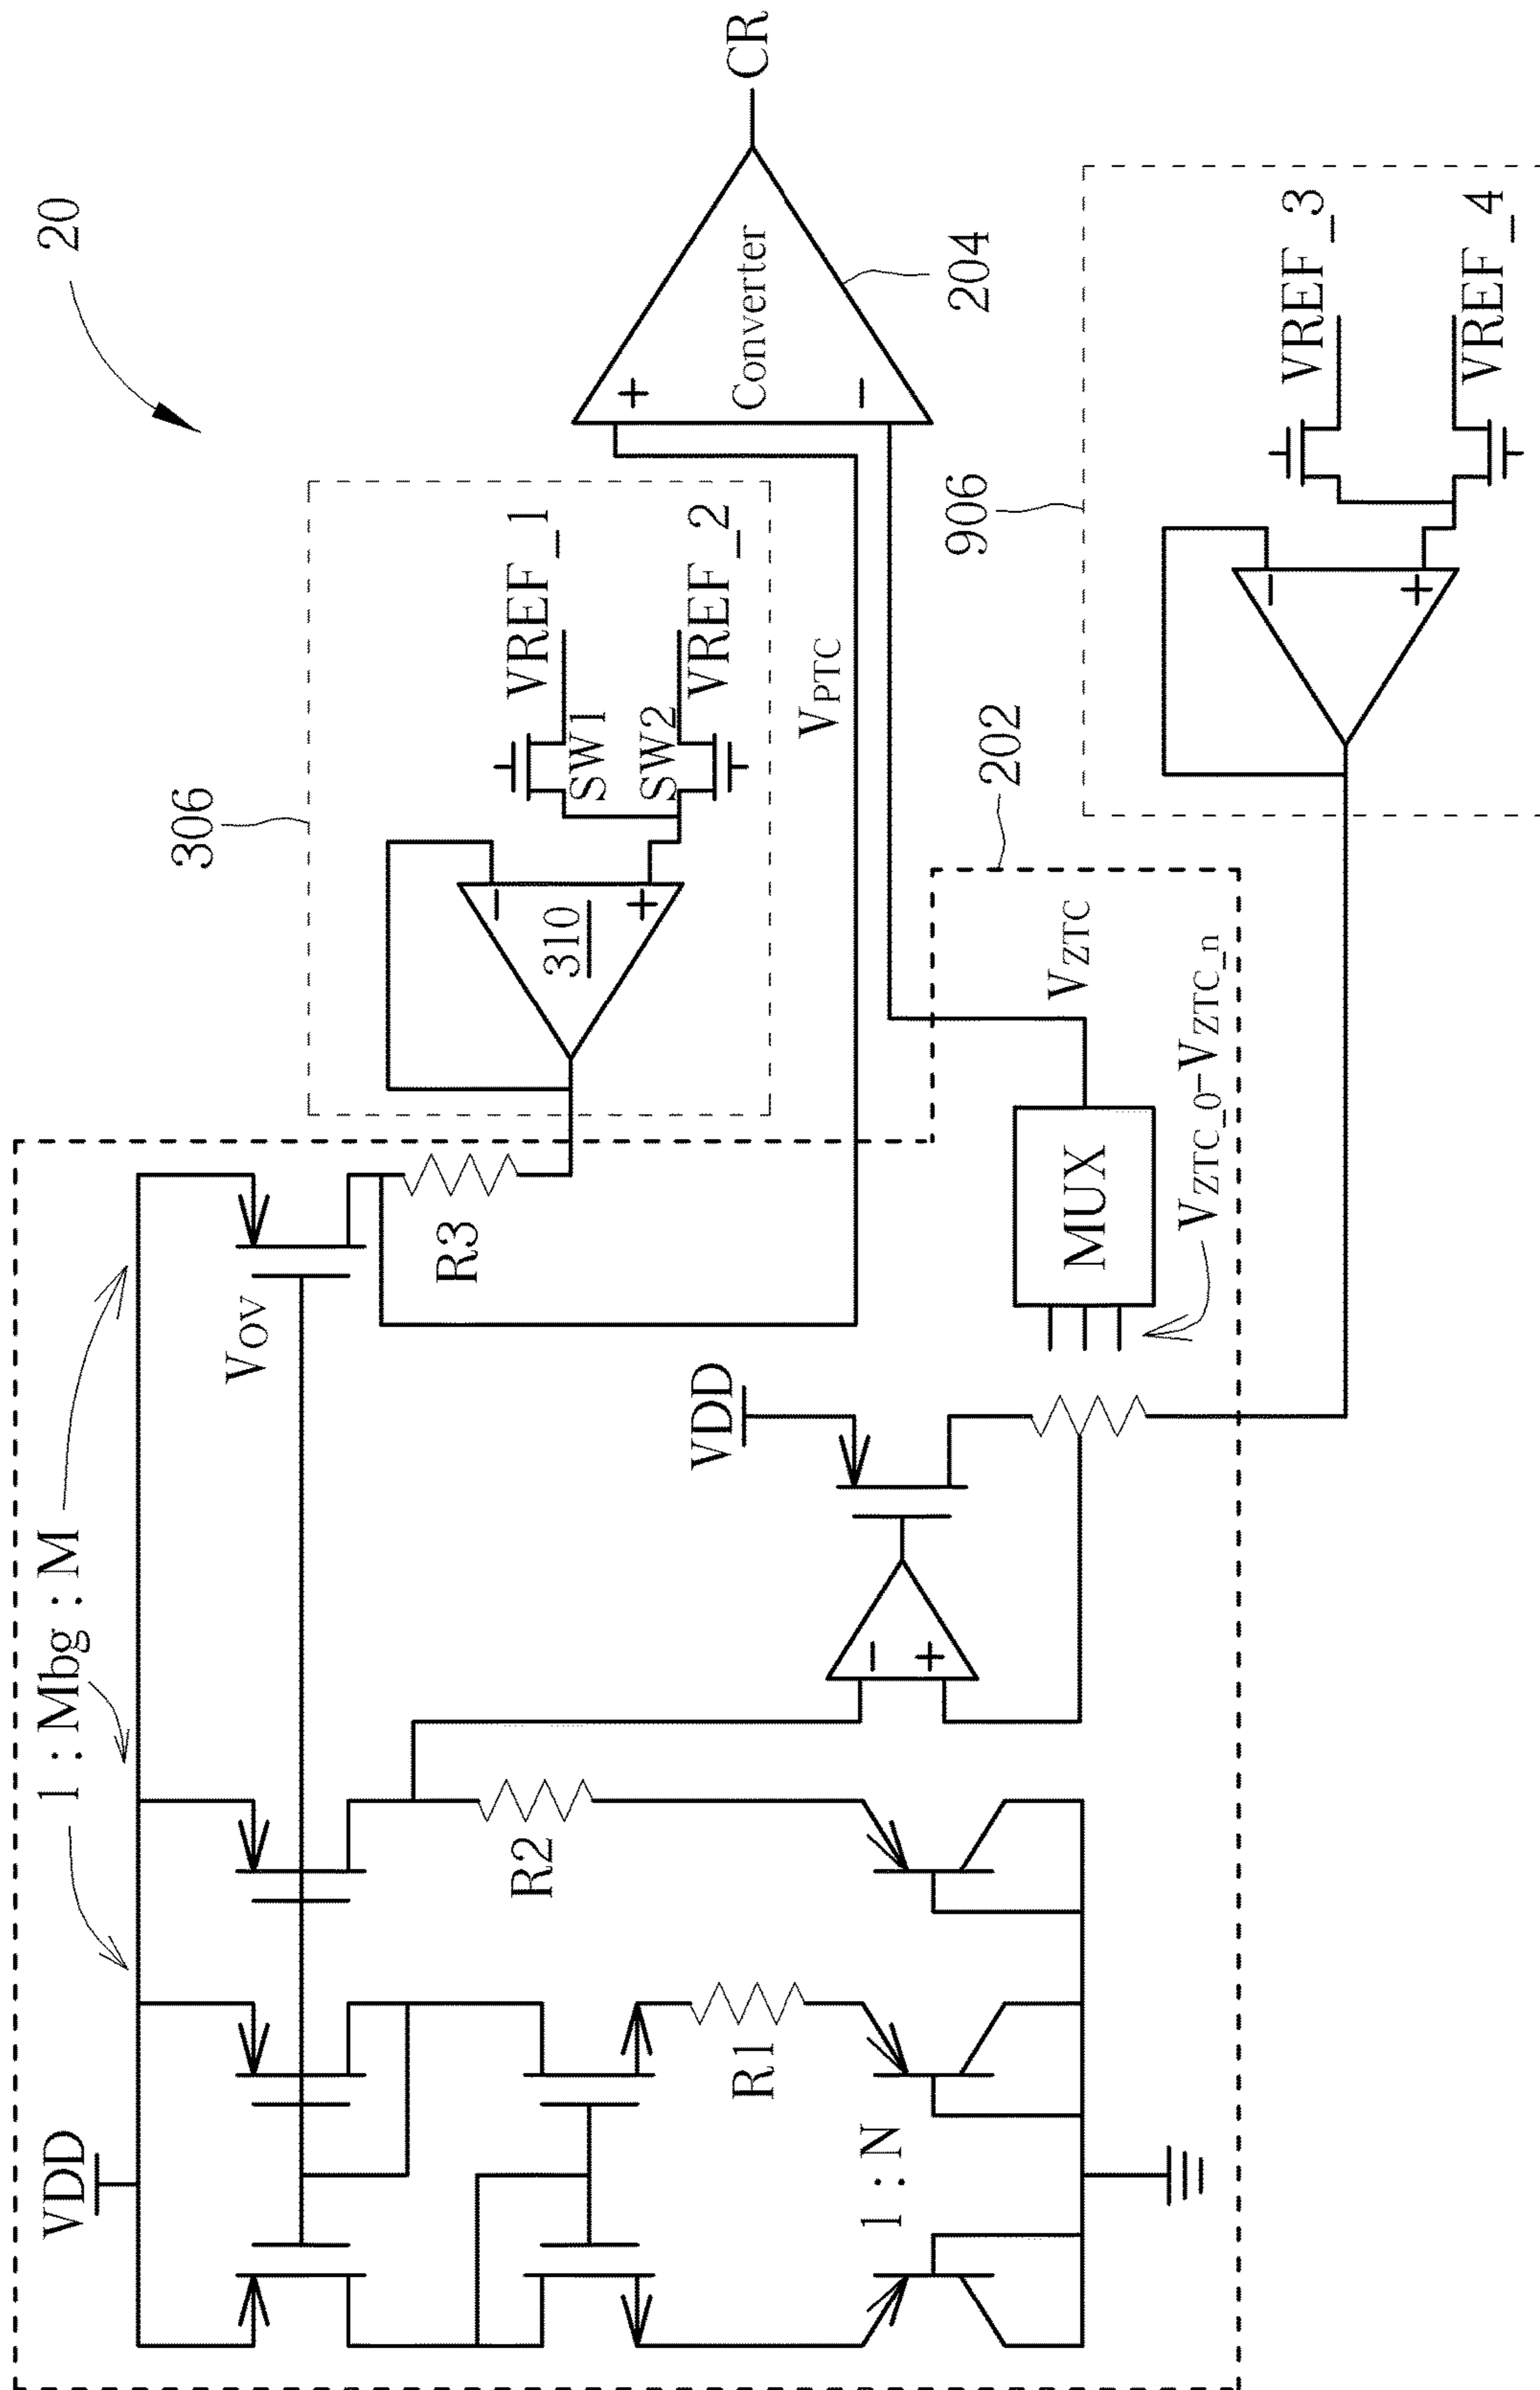 20
1 : Mbg : M
VDD
VOV
R3
R2
R1
1 : N
VDD
306
310
SW1
SW2
VREF_1
VREF_2
VPTC
Converter
204
CR
202
VZTC
MUX
VZTC_0-VZTC_n
906
VREF_3
VREF_4